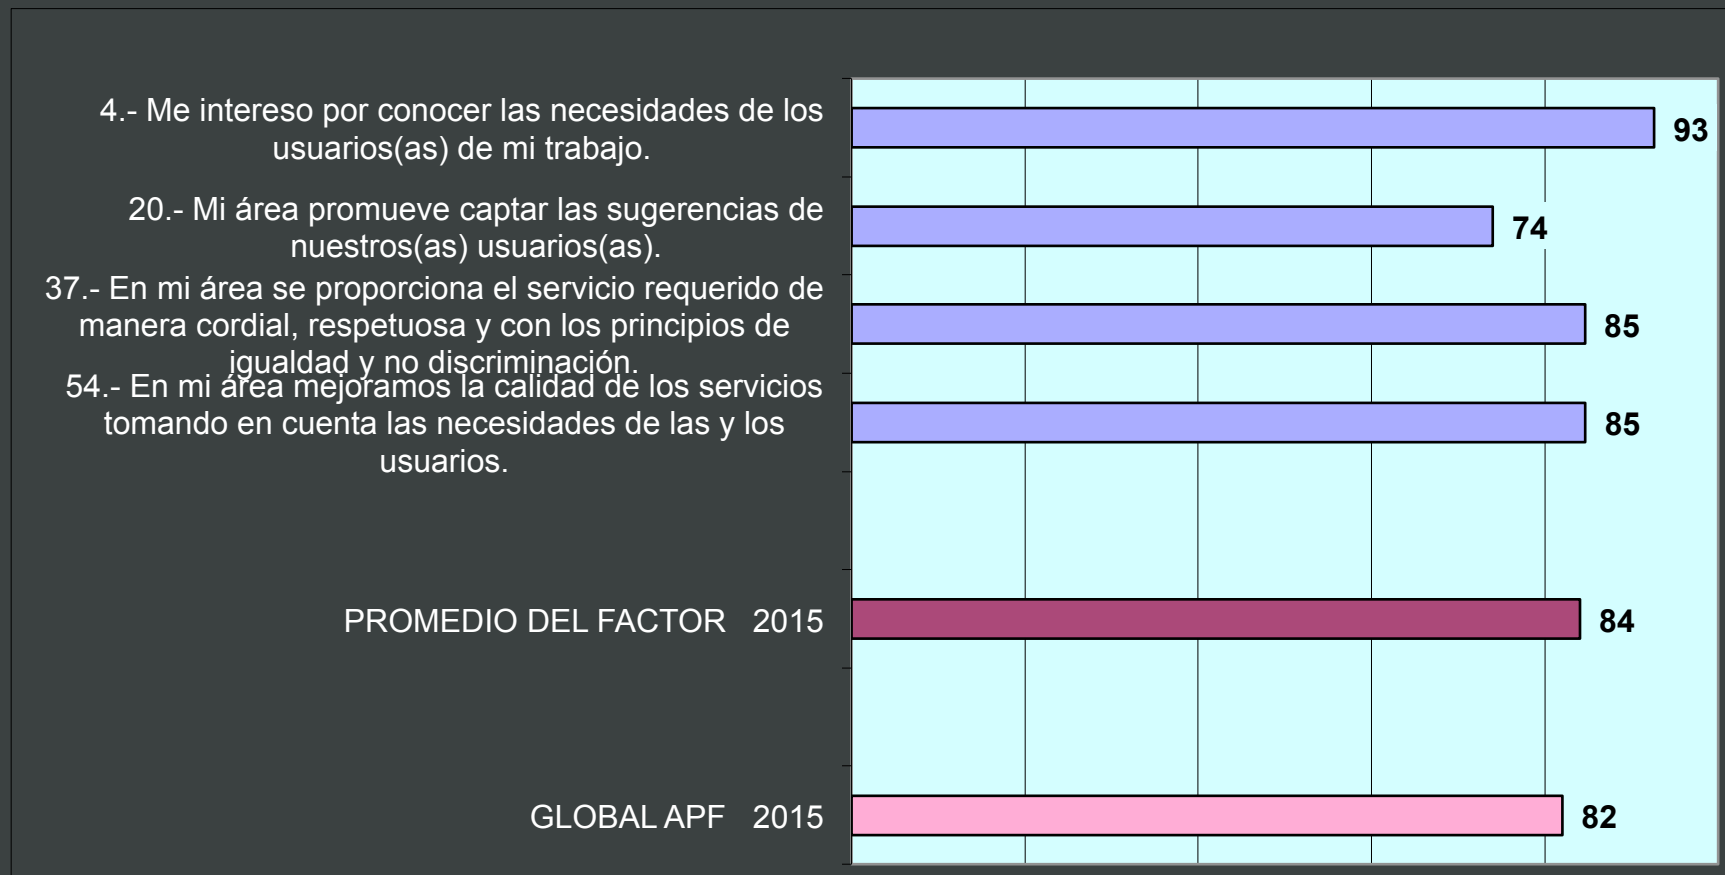 4.- Me intereso por conocer las necesidades de los
usuarios(as) de mi trabajo.
93
20.- Mi área promueve captar las sugerencias de
nuestros(as) usuarios(as).
74
37.- En mi área se proporciona el servicio requerido de
manera cordial, respetuosa y con los principios de
igualdad y no discriminación.
85
54.- En mi área mejoramos la calidad de los servicios
tomando en cuenta las necesidades de las y los
usuarios.
85
PROMEDIO DEL FACTOR 2015
84
GLOBAL APF 2015
82